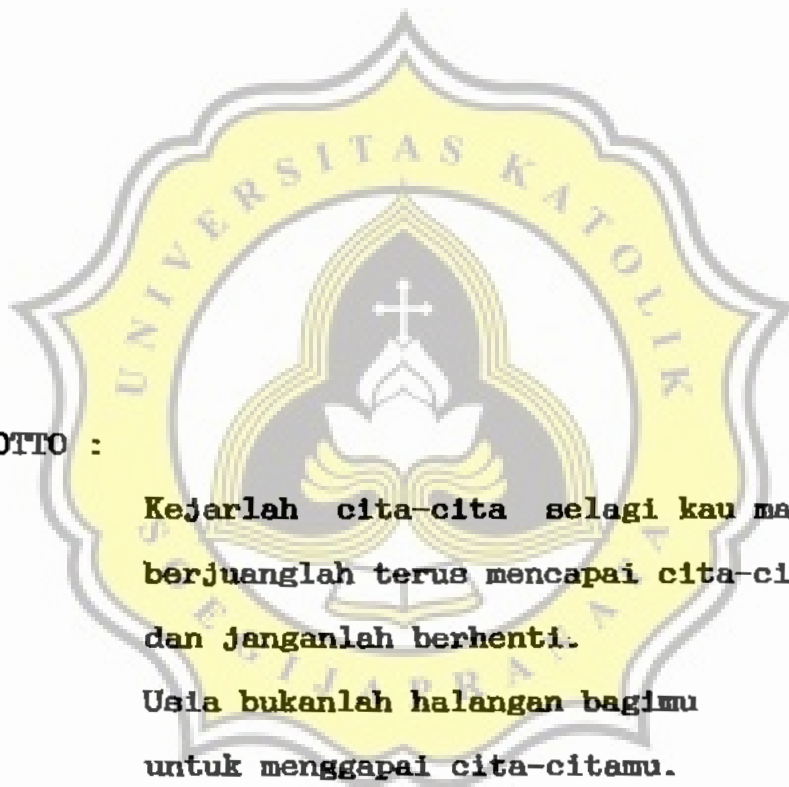 UNIVERSITAS KATOLIK
SOEGIJAPRANATA
OTTO :
Kejarlah cita-cita selagi kau ma
berjuanglah terus mencapai cita-ci
dan janganlah berhenti.
Usia bukanlah halangan bagimu
untuk menggapai cita-citamu.